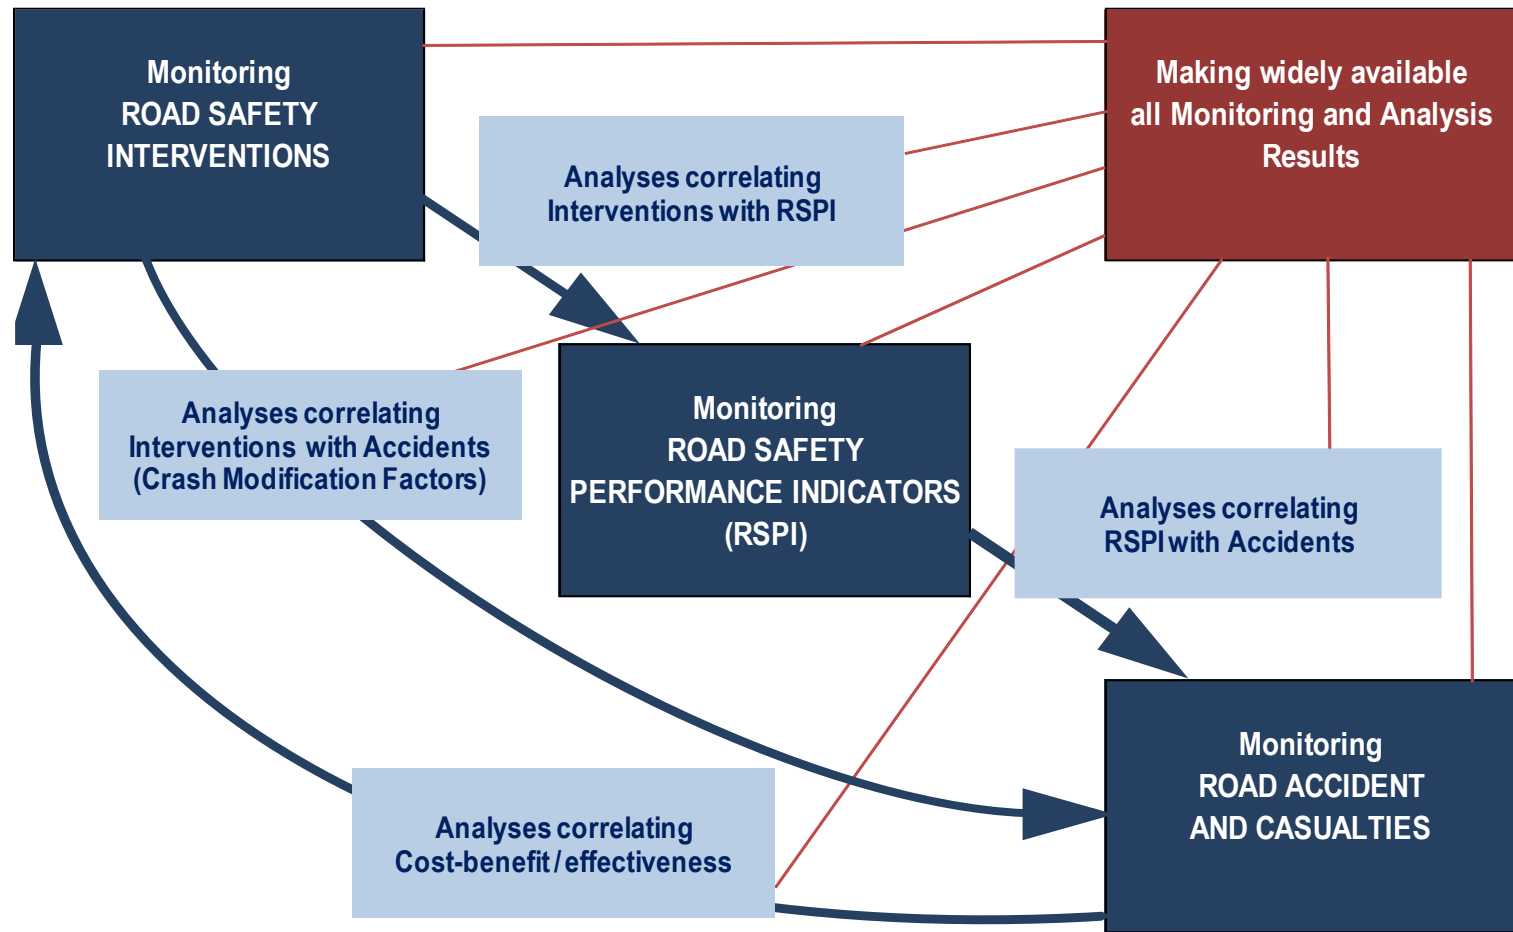 Monitoring
ROAD SAFETY
INTERVENTIONS
Making widely available
all Monitoring and Analysis
Results
Analyses correlating
Interventions with RSPI
Analyses correlating
Interventions with Accidents
(Crash Modification Factors)
Monitoring
ROAD SAFETY
PERFORMANCE INDICATORS
(RSPI)
Analyses correlating
RSPI with Accidents
Monitoring
ROAD ACCIDENT
AND CASUALTIES
Analyses correlating
Cost-benefit / effectiveness